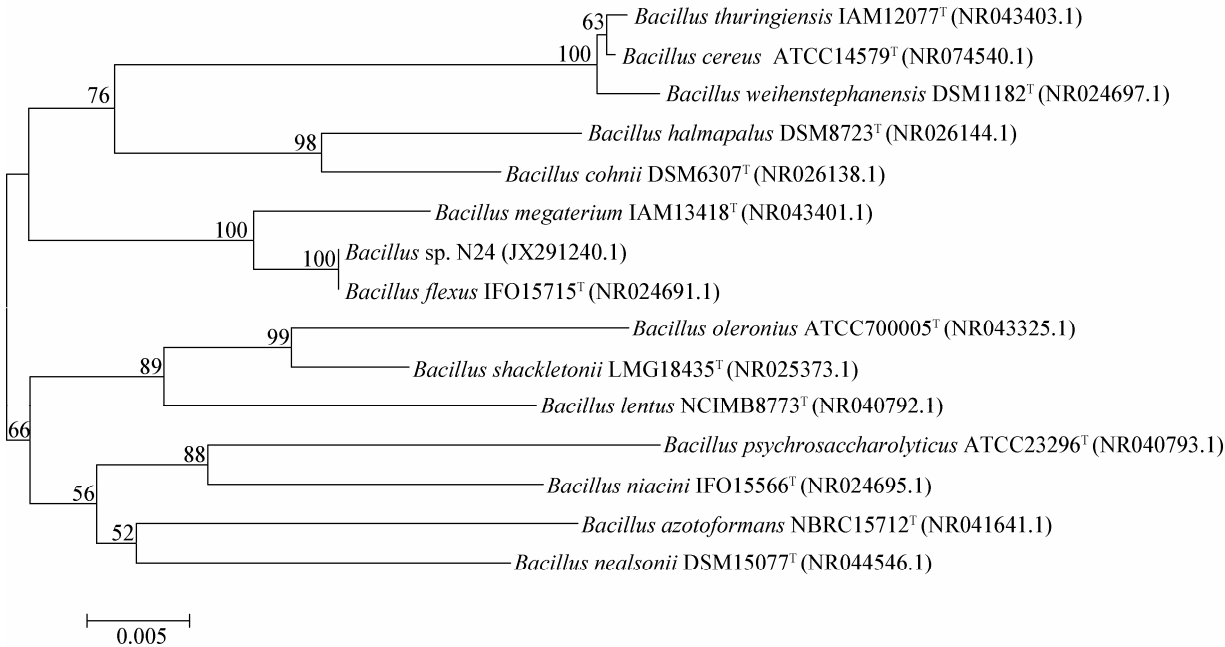 63 Bacillus thuringiensis IAM12077ᵀ (NR043403.1)
100 Bacillus cereus ATCC14579ᵀ (NR074540.1)
76 Bacillus weihenstephanensis DSM1182ᵀ (NR024697.1)
98 Bacillus halmapalus DSM8723ᵀ (NR026144.1)
Bacillus cohnii DSM6307ᵀ (NR026138.1)
Bacillus megaterium IAM13418ᵀ (NR043401.1)
100
100 Bacillus sp. N24 (JX291240.1)
Bacillus flexus IFO15715ᵀ (NR024691.1)
99 Bacillus oleronius ATCC700005ᵀ (NR043325.1)
89 Bacillus shackletonii LMG18435ᵀ (NR025373.1)
Bacillus lentus NCIMB8773ᵀ (NR040792.1)
66
88 Bacillus psychrosaccharolyticus ATCC23296ᵀ (NR040793.1)
56 Bacillus niacini IFO15566ᵀ (NR024695.1)
52 Bacillus azotoformans NBRC15712ᵀ (NR041641.1)
Bacillus nealsonii DSM15077ᵀ (NR044546.1)
0.005